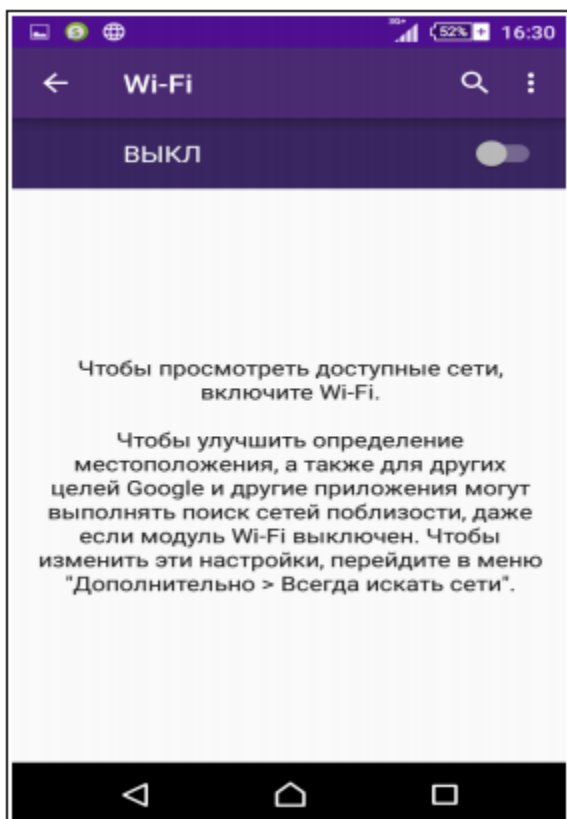 3G+ 52% 16:30
Wi-Fi
ВЫКЛ
Чтобы просмотреть доступные сети,
включите Wi-Fi.
Чтобы улучшить определение
местоположения, а также для других
целей Google и другие приложения могут
выполнять поиск сетей поблизости, даже
если модуль Wi-Fi выключен. Чтобы
изменить эти настройки, перейдите в меню
"Дополнительно > Всегда искать сети".